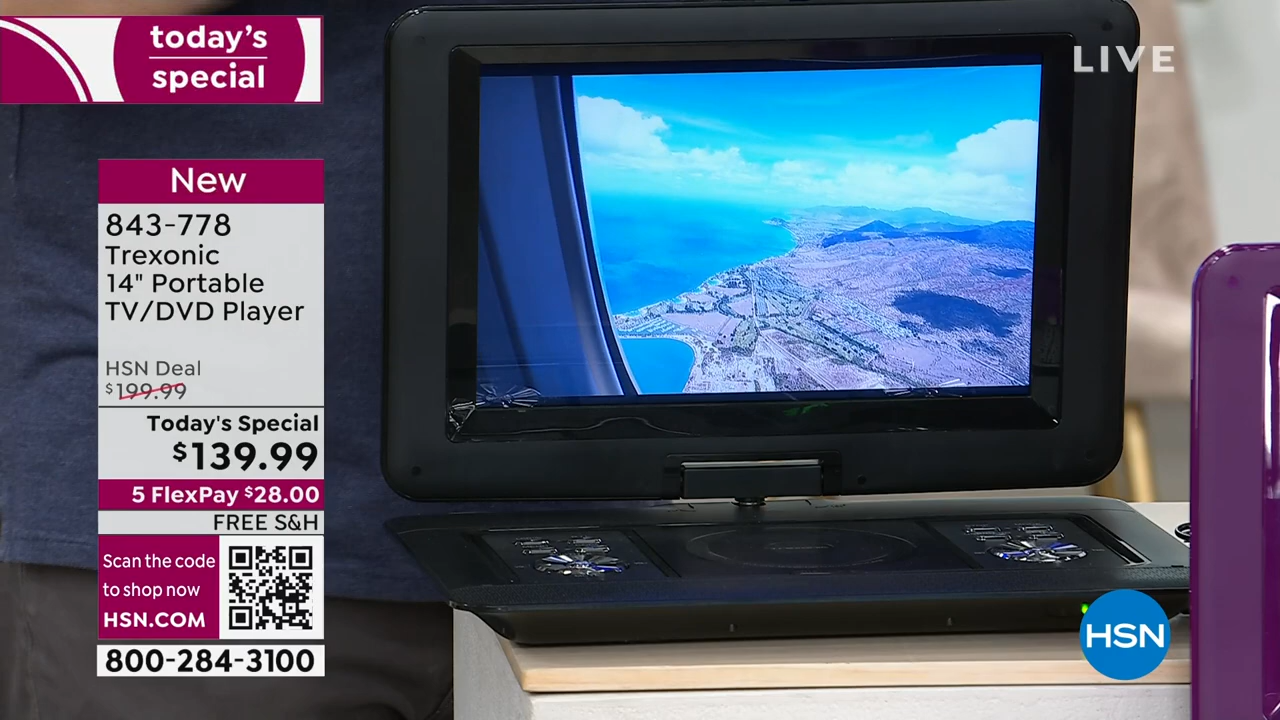 today's
special
LIVE
New
843-778
Trexonic
14" Portable
TV/DVD Player
HSN Deal
$199.99
Today's Special
$139.99
5 FlexPay $28.00
FREE S&H
Scan the code
to shop now
HSN.COM
800-284-3100
HSN